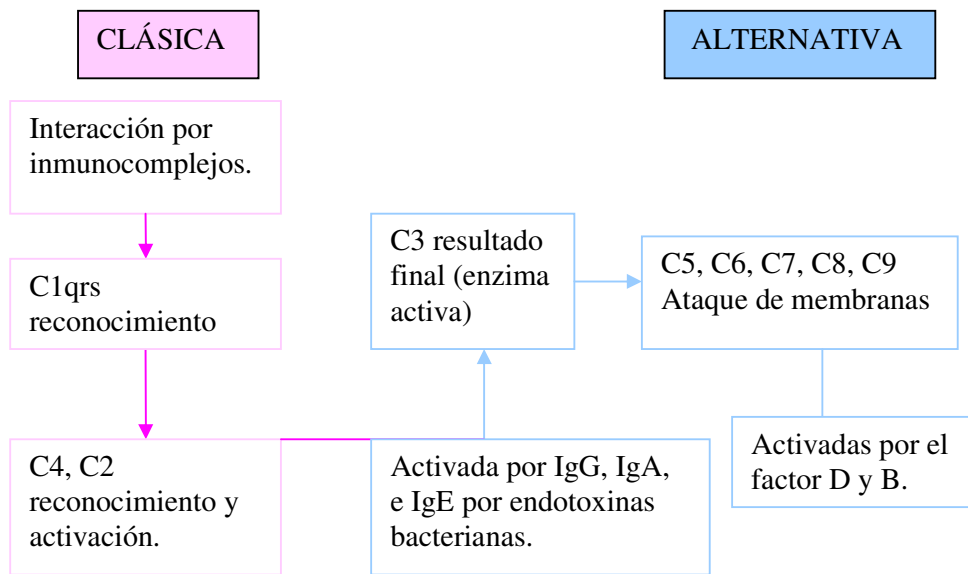 CLÁSICA
ALTERNATIVA
Interacción por
inmunocomplejos.
C1qrs
reconocimiento
C4, C2
reconocimiento y
activación.
C3 resultado
final (enzima
activa)
Activada por IgG, IgA,
e IgE por endotoxinas
bacterianas.
C5, C6, C7, C8, C9
Ataque de membranas
Activadas por el
factor D y B.